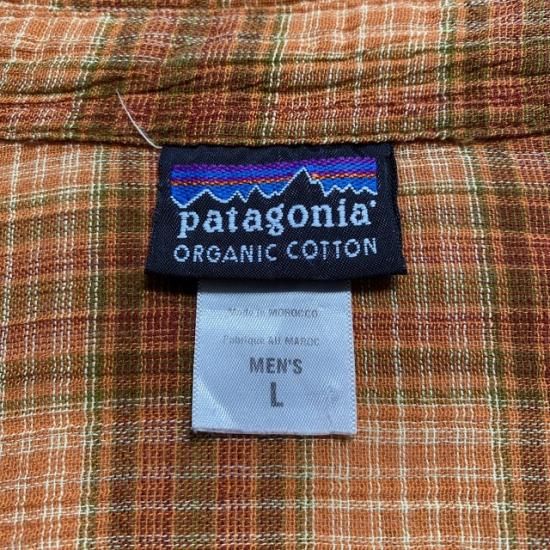 patagonia®
ORGANIC COTTON
Made in MOROCCO
Fabriqué AU MAROC
MEN'S
L